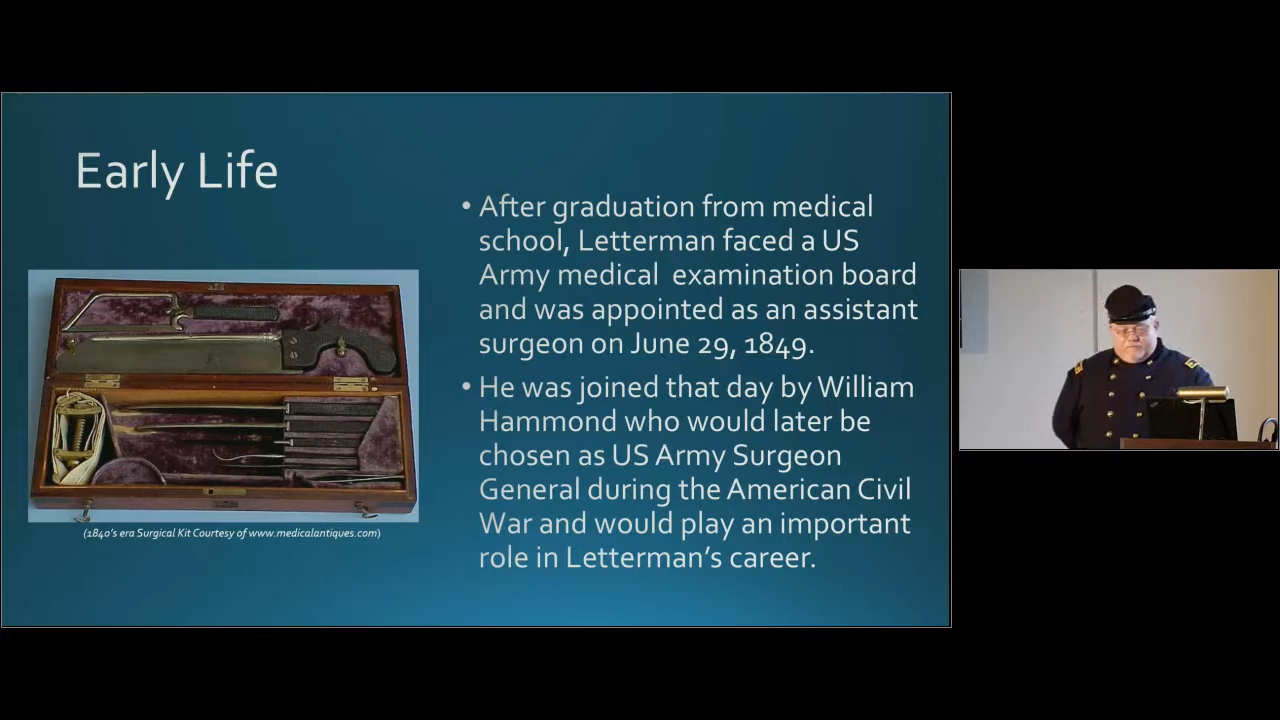 Early Life
• After graduation from medical
school, Letterman faced a US
Army medical  examination board
and was appointed as an assistant
surgeon on June 29, 1849.
• He was joined that day by William
Hammond who would later be
chosen as US Army Surgeon
General during the American Civil
War and would play an important
role in Letterman's career.
(1840's era Surgical Kit Courtesy of www.medicalantiques.com)